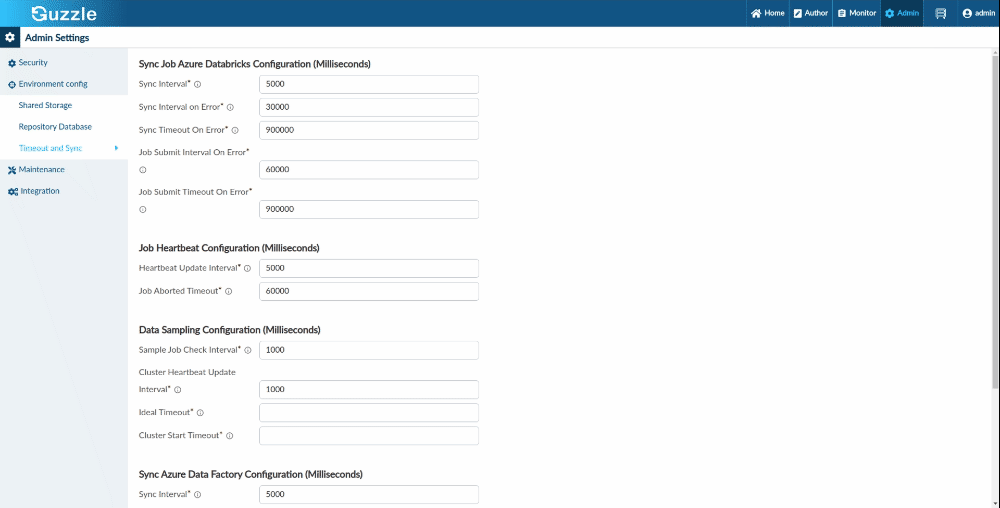 Guzzle
Home Author Monitor Admin admin
Admin Settings
Security
Environment config
Shared Storage
Repository Database
Timeout and Sync
Maintenance
Integration
Sync Job Azure Databricks Configuration (Milliseconds)
Sync Interval* 5000
Sync Interval on Error* 30000
Sync Timeout On Error* 900000
Job Submit Interval On Error*
60000
Job Submit Timeout On Error*
900000
Job Heartbeat Configuration (Milliseconds)
Heartbeat Update Interval* 5000
Job Aborted Timeout* 60000
Data Sampling Configuration (Milliseconds)
Sample Job Check Interval* 1000
Cluster Heartbeat Update
Interval* 1000
Ideal Timeout*
Cluster Start Timeout*
Sync Azure Data Factory Configuration (Milliseconds)
Sync Interval* 5000